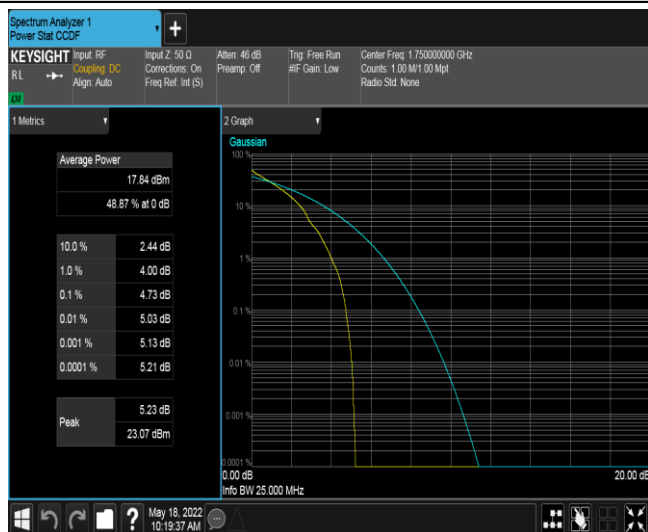 Spectrum Analyzer 1
Power Stat CCDF
+
KEYSIGHT
RL
LM
Input: RF
Coupling: DC
Align: Auto
Input Z: 50 Ω
Corrections: On
Freq Ref: Int (S)
Atten: 46 dB
Preamp: Off
Trig: Free Run
#IF Gain: Low
Center Freq: 1.750000000 GHz
Counts: 1.00 M/1.00 Mpt
Radio Std: None
1 Metrics
Average Power
17.84 dBm
48.87 % at 0 dB
10.0 % 2.44 dB
1.0 % 4.00 dB
0.1 % 4.73 dB
0.01 % 5.03 dB
0.001 % 5.13 dB
0.0001 % 5.21 dB
Peak
5.23 dB
23.07 dBm
2 Graph
Gaussian
100 %
10 %
1 %
0.1 %
0.01 %
0.001 %
0.0001 %
0.00 dB
20.00 dB
Info BW 25.000 MHz
?
May 18, 2022
10:19:37 AM